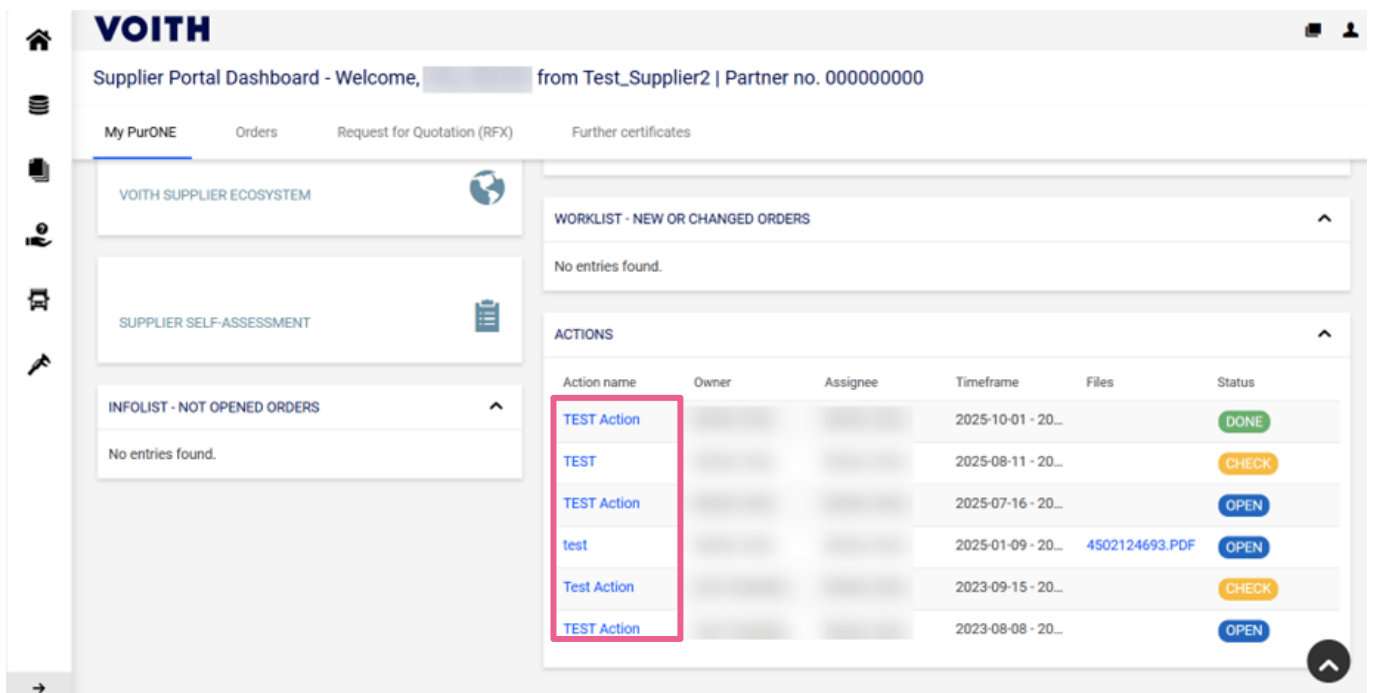 VOITH
Supplier Portal Dashboard - Welcome, from Test_Supplier2 | Partner no. 000000000
My PurONE Orders Request for Quotation (RFX) Further certificates
VOITH SUPPLIER ECOSYSTEM
SUPPLIER SELF-ASSESSMENT
INFOLIST - NOT OPENED ORDERS
No entries found.
WORKLIST - NEW OR CHANGED ORDERS
No entries found.
ACTIONS
Action name Owner Assignee Timeframe Files Status
TEST Action 2025-10-01 - 20... DONE
TEST 2025-08-11 - 20... CHECK
TEST Action 2025-07-16 - 20... OPEN
test 2025-01-09 - 20... 4502124693.PDF OPEN
Test Action 2023-09-15 - 20... CHECK
TEST Action 2023-08-08 - 20... OPEN